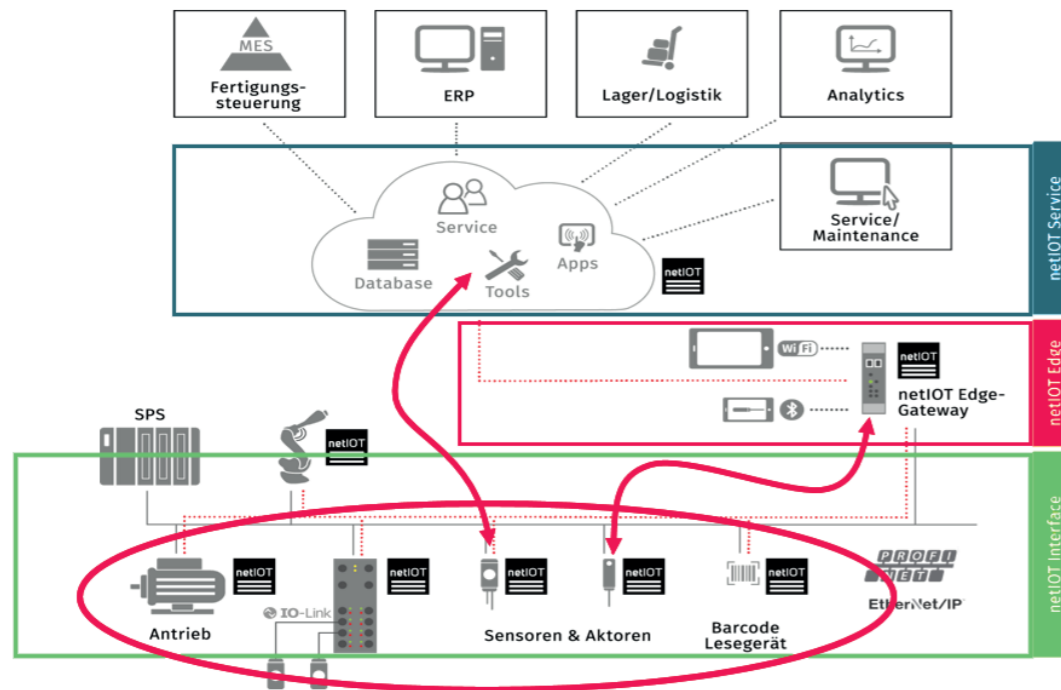 MES
Fertigungs-
steuerung
ERP
Lager/Logistik
Analytics
Service
Database
Tools
Apps
netIOT
Service/
Maintenance
netIOT Service
WiFi
netIOT
netIOT Edge-
Gateway
netIOT Edge
SPS
netIOT
netIOT
netIOT
netIOT
netIOT
netIOT
IO-Link
Antrieb
Sensoren & Aktoren
Barcode
Lesegerät
PROFI
NET
EtherNet/IP
netIOT Interface